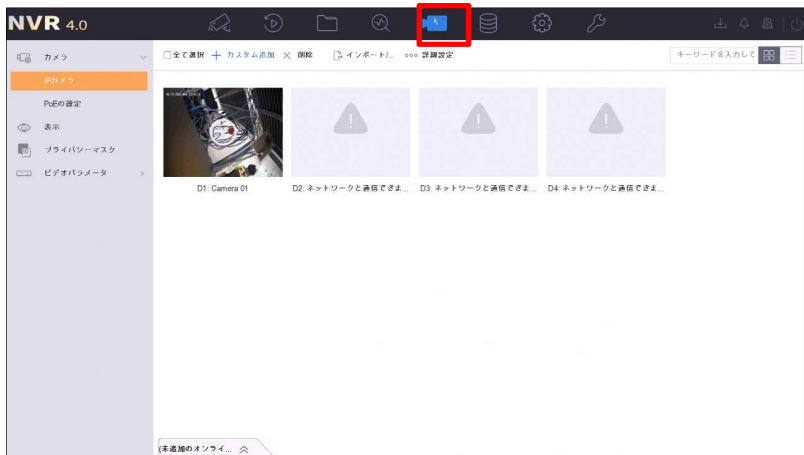 NVR 4.0
カメラ
IPカメラ
PoEの設定
表示
プライバシーマスク
ビデオパラメータ
全て選択 + カスタム追加 × 削除 インポート/... ooo 詳細設定
キーワードを入力して
D1: Camera 01
D2: ネットワークと通信できま...
D3: ネットワークと通信できま...
D4: ネットワークと通信できま...
(未追加のオンライ...